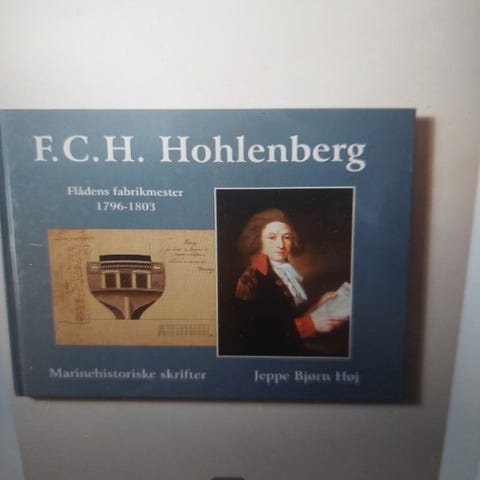 F.C.H. Hohlenberg
Flådens fabrikmester
1796-1803
Marinehistoriske skrifter
Jeppe Bjørn Høj